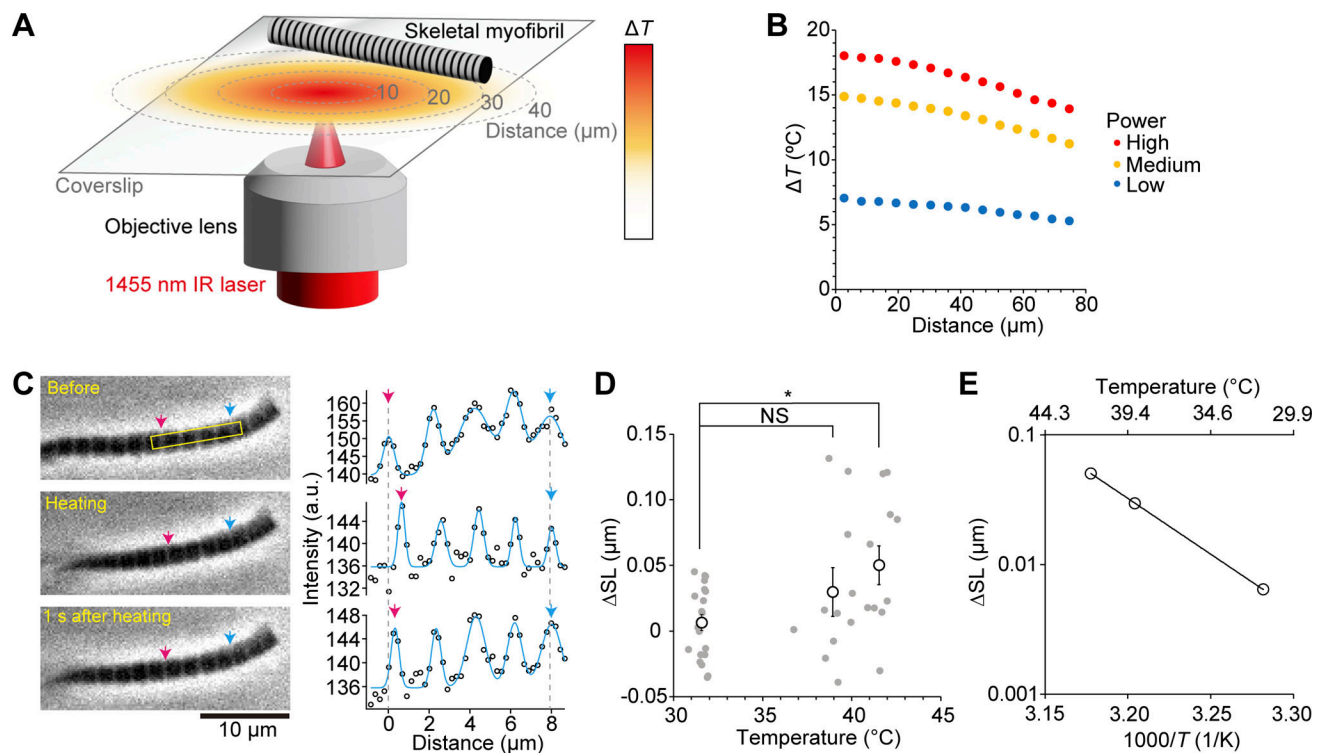 A
Skeletal myofibril
ΔT
10
20
30
40
Distance (µm)
Coverslip
Objective lens
1455 nm IR laser
B
20
15
10
5
0
ΔT (ºC)
0 20 40 60 80
Distance (µm)
Power
High
Medium
Low
C
Before
Heating
1 s after heating
10 µm
Intensity (a.u.)
160
155
150
145
140
144
140
136
132
148
144
140
136
0 2 4 6 8
Distance (µm)
D
*
NS
0.15
0.10
0.05
0
-0.05
ΔSL (µm)
30 35 40 45
Temperature (°C)
E
Temperature (°C)
44.3 39.4 34.6 29.9
0.1
0.01
0.001
ΔSL (µm)
3.15 3.20 3.28 3.30
1000/T (1/K)